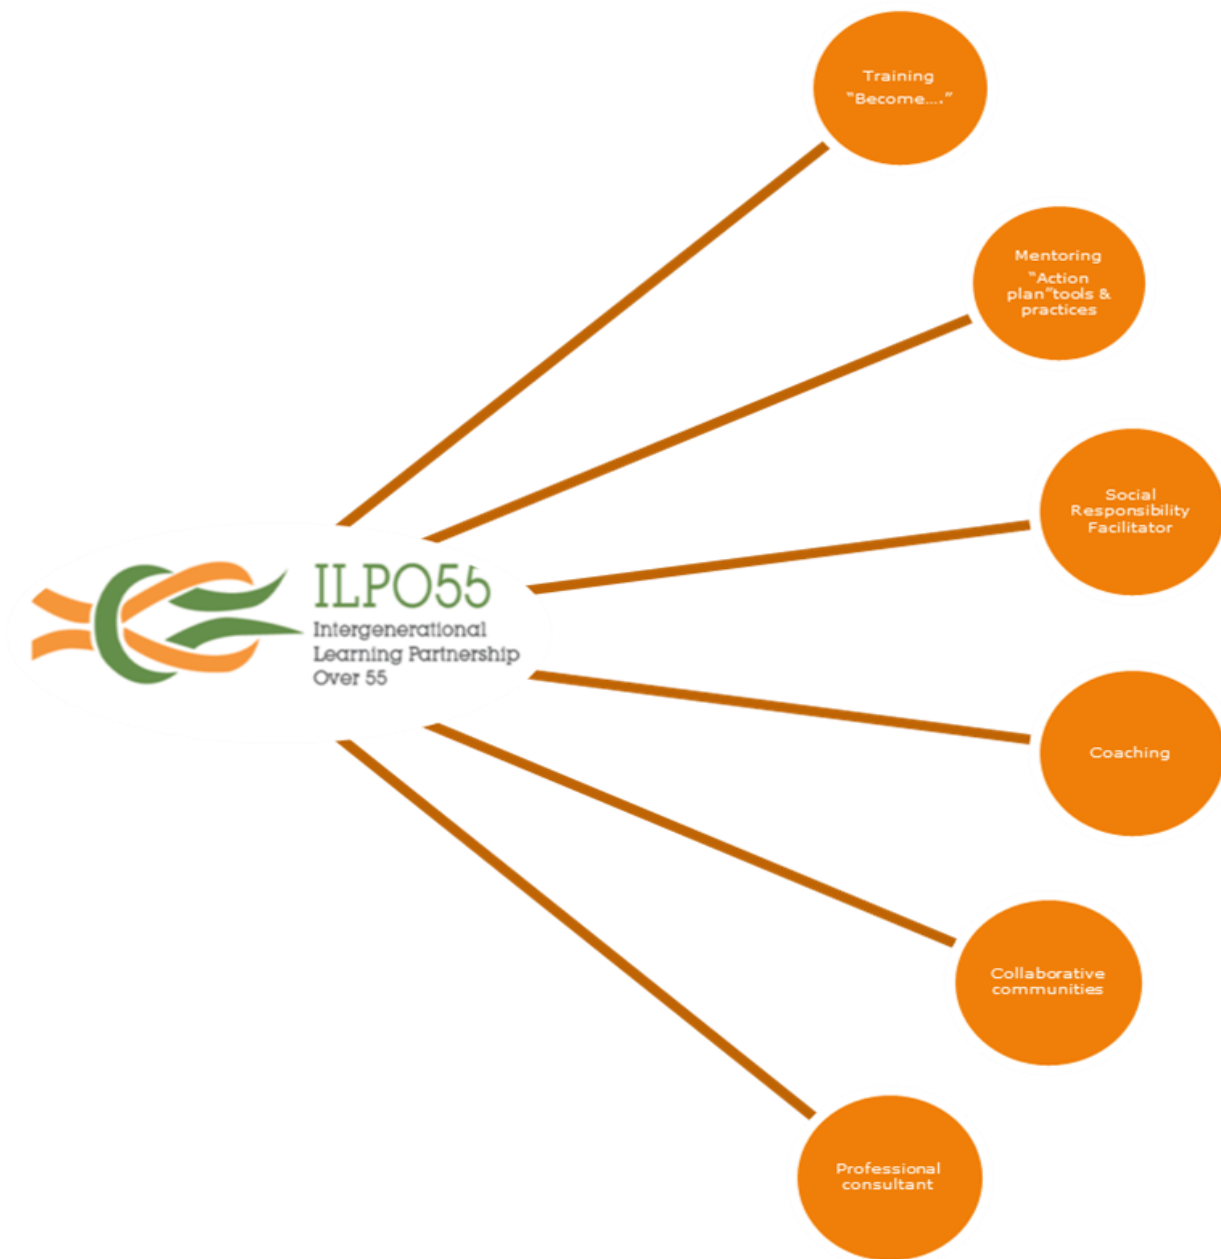 Training
“Become....”
Mentoring
“Action
plan”tools &
practices
Social
Responsibility
Facilitator
ILPO55
Intergenerational
Learning Partnership
Over 55
Coaching
Collaborative
communities
Professional
consultant